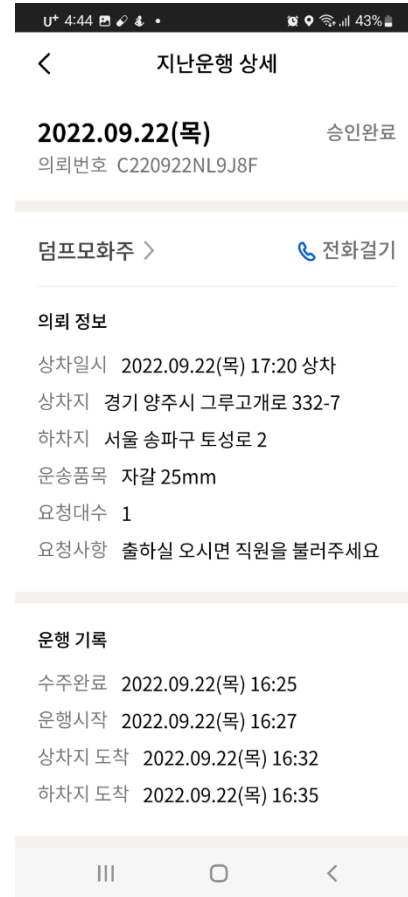 U+ 4:44 43%
지난운행 상세
2022.09.22(목) 승인완료
의뢰번호 C220922NL9J8F
덤프모화주 전화걸기
의뢰 정보
상차일시 2022.09.22(목) 17:20 상차
상차지 경기 양주시 그루고개로 332-7
하차지 서울 송파구 토성로 2
운송품목 자갈 25mm
요청대수 1
요청사항 출하실 오시면 직원을 불러주세요
운행 기록
수주완료 2022.09.22(목) 16:25
운행시작 2022.09.22(목) 16:27
상차지 도착 2022.09.22(목) 16:32
하차지 도착 2022.09.22(목) 16:35